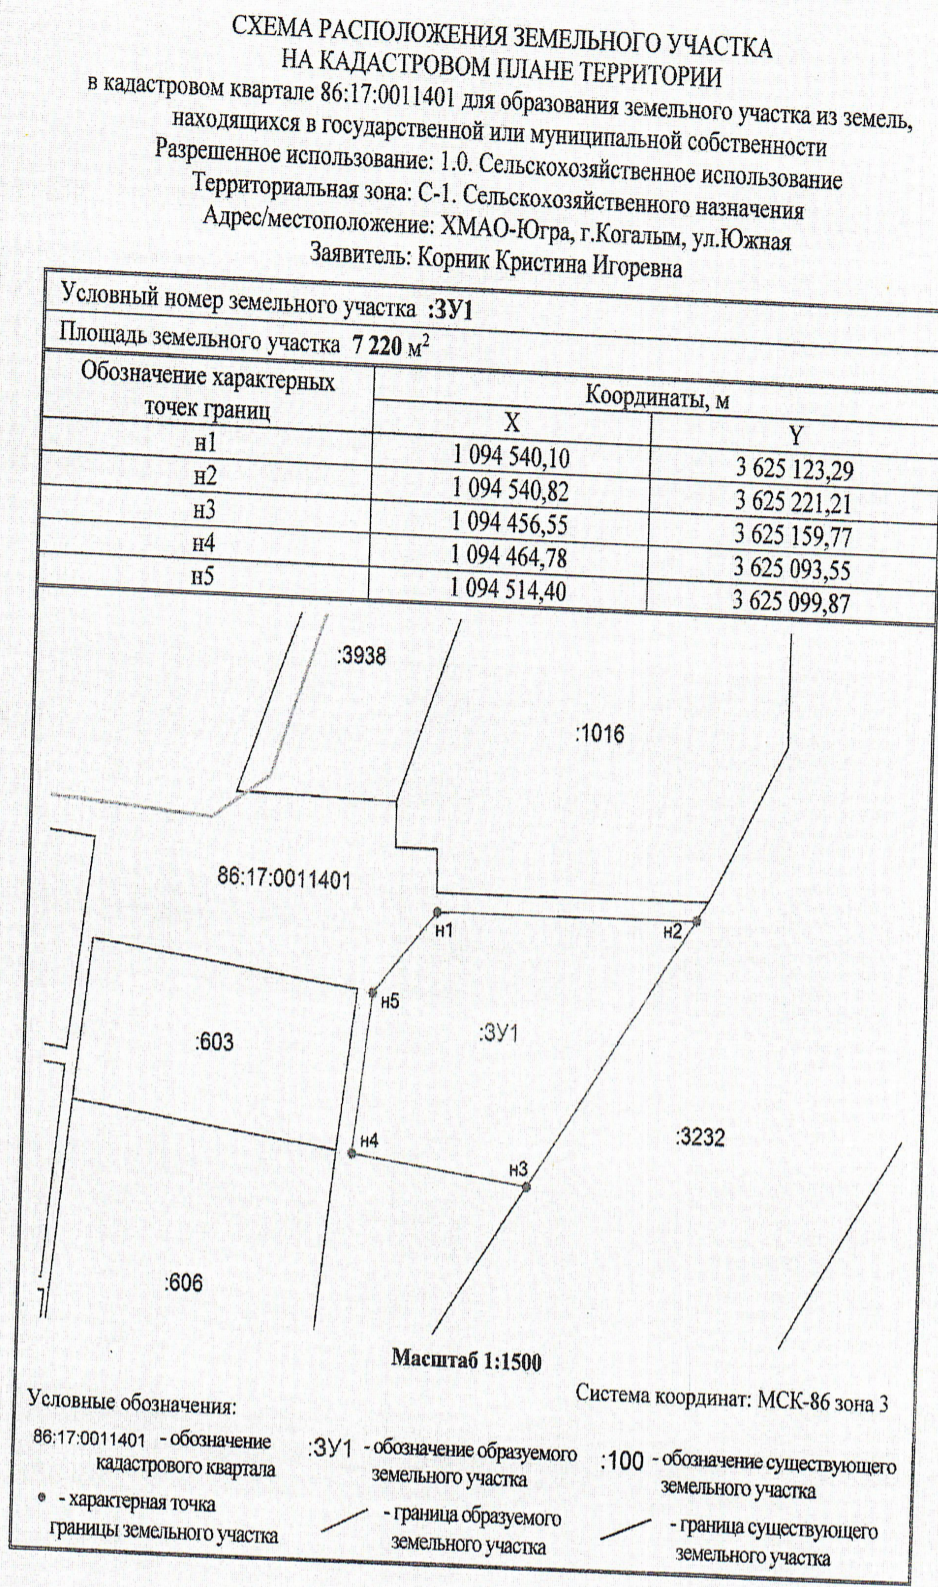 СХЕМА РАСПОЛОЖЕНИЯ ЗЕМЕЛЬНОГО УЧАСТКА
НА КАДАСТРОВОМ ПЛАНЕ ТЕРРИТОРИИ
в кадастровом квартале 86:17:0011401 для образования земельного участка из земель,
находящихся в государственной или муниципальной собственности
Разрешенное использование: 1.0. Сельскохозяйственное использование
Территориальная зона: С-1. Сельскохозяйственного назначения
Адрес/местоположение: ХМАО-Югра, г.Когалым, ул.Южная
Заявитель: Корник Кристина Игоревна
Условный номер земельного участка :ЗУ1
Площадь земельного участка 7 220 м²
Обозначение характерных точек границ
Координаты, м
X Y
н1 1 094 540,10 3 625 123,29
н2 1 094 540,82 3 625 221,21
н3 1 094 456,55 3 625 159,77
н4 1 094 464,78 3 625 093,55
н5 1 094 514,40 3 625 099,87
:3938
:1016
86:17:0011401
н1
н2
н5
:ЗУ1
:603
н4
н3
:3232
:606
Масштаб 1:1500
Система координат: МСК-86 зона 3
Условные обозначения:
86:17:0011401 - обозначение
кадастрового квартала
:ЗУ1 - обозначение образуемого
земельного участка
:100 - обозначение существующего
земельного участка
- характерная точка
границы земельного участка
- граница образуемого
земельного участка
- граница существующего
земельного участка